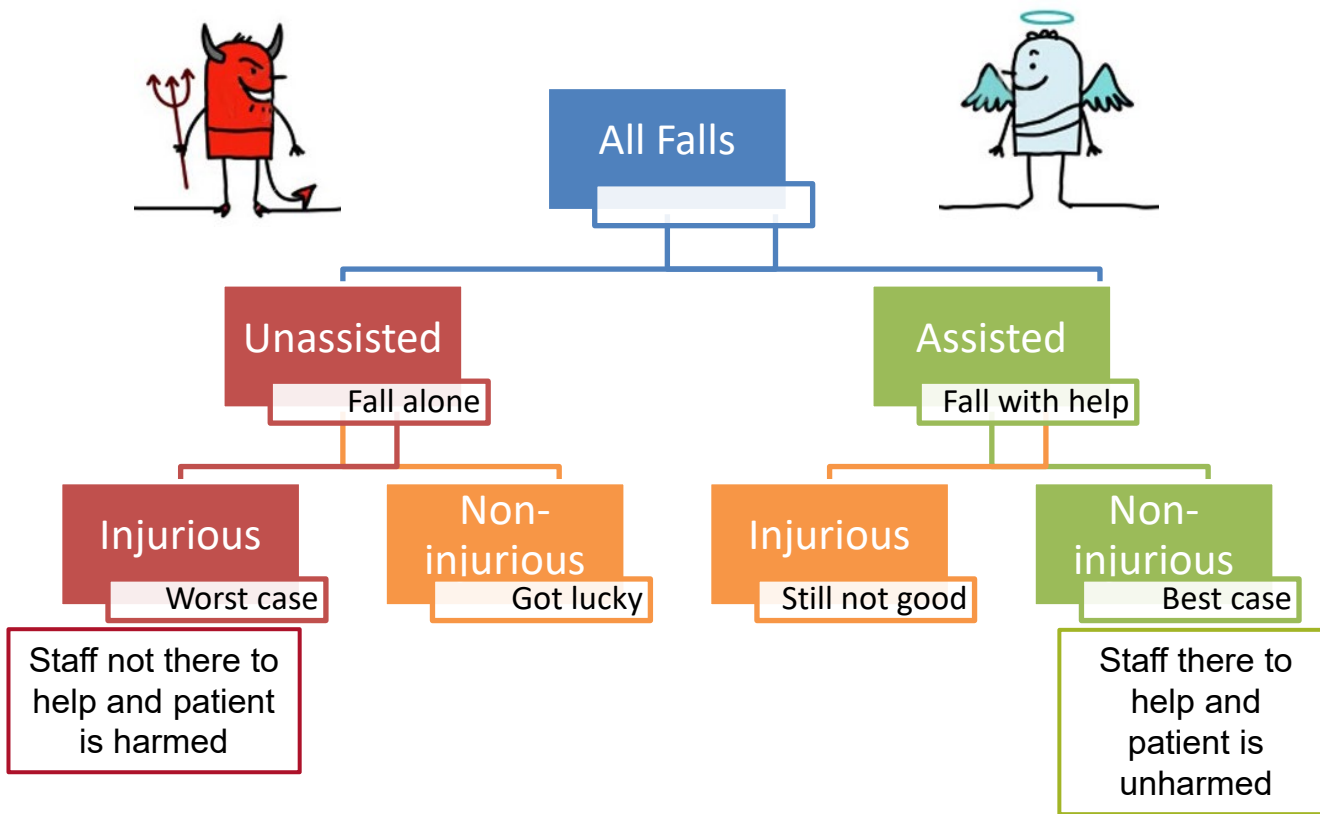 All Falls
Unassisted
Fall alone
Assisted
Fall with help
Injurious
Worst case
Non-
injurious
Got lucky
Injurious
Still not good
Non-
injurious
Best case
Staff not there to
help and patient
is harmed
Staff there to
help and
patient is
unharmed